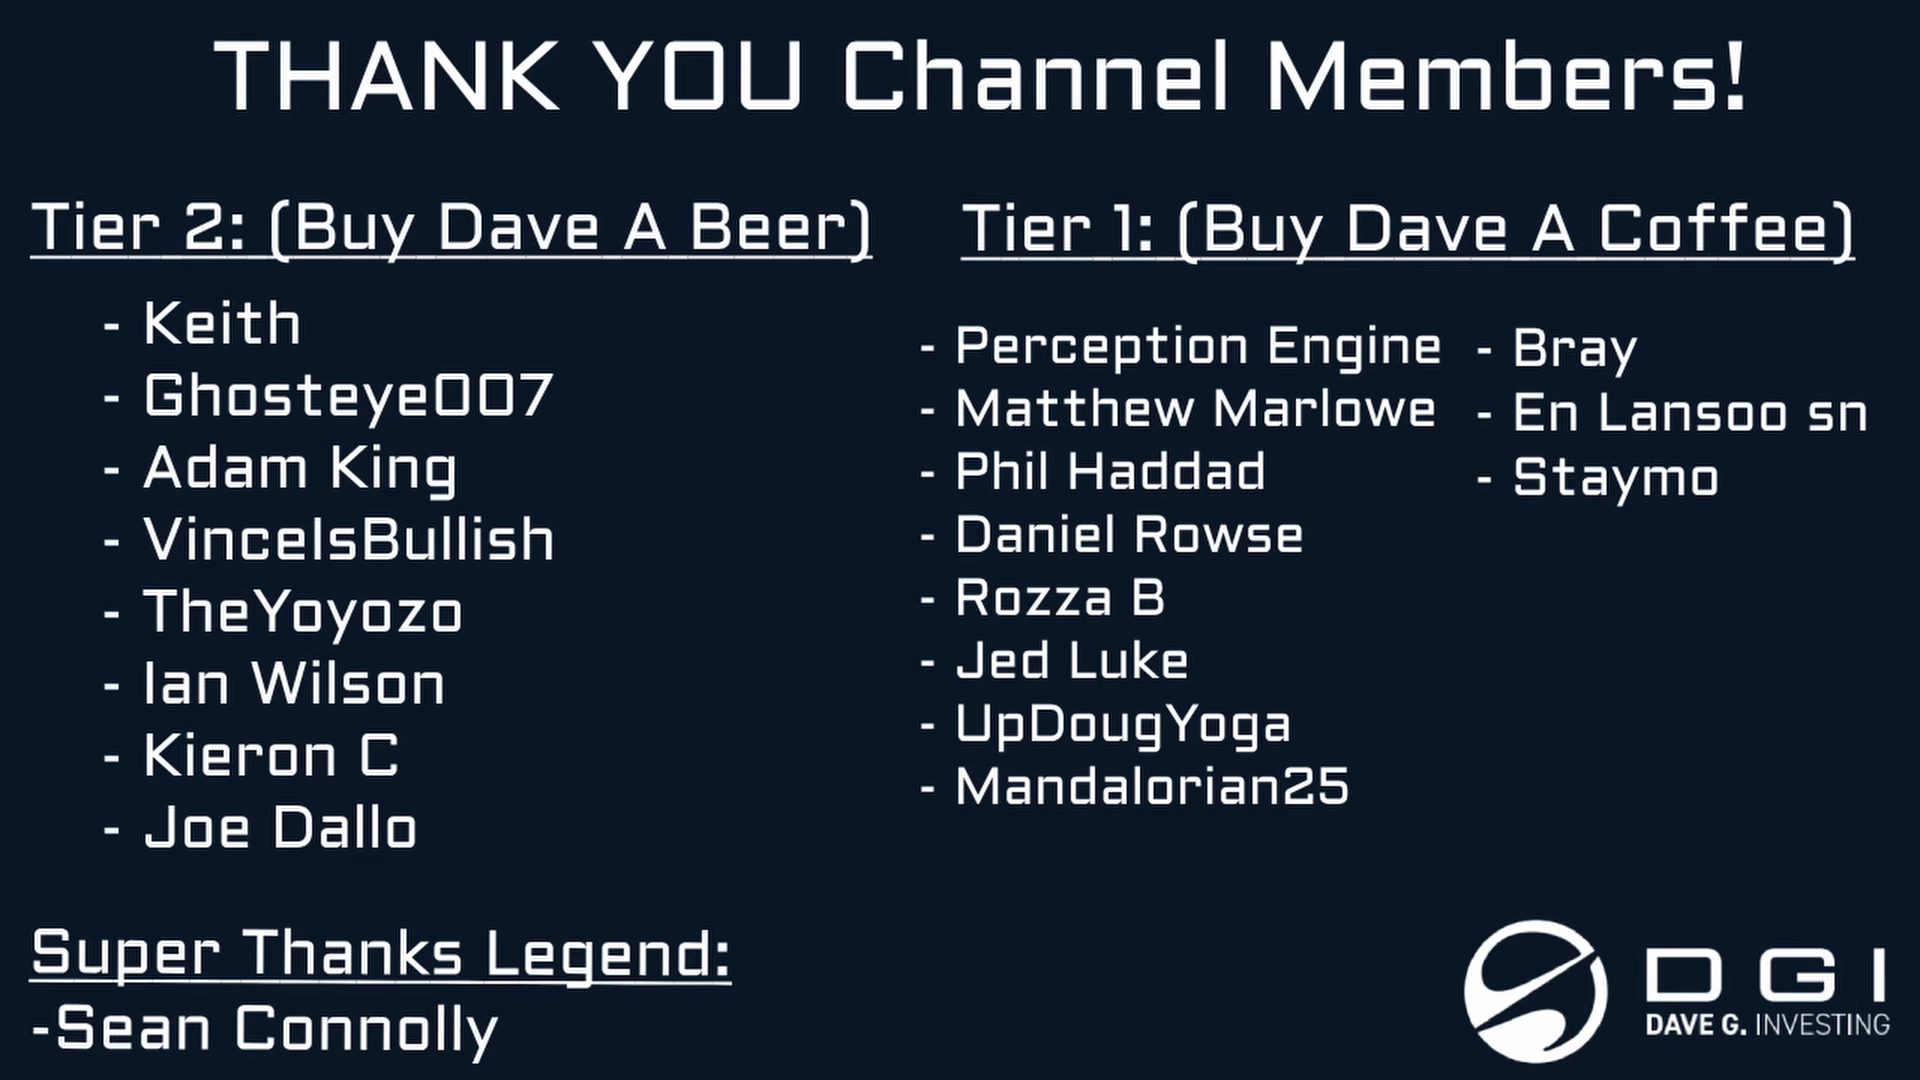 THANK YOU Channel Members!
Tier 2: (Buy Dave A Beer)
- Keith
- Ghosteye007
- Adam King
- VinceIsBullish
- TheYoyozo
- Ian Wilson
- Kieron C
- Joe Dallo
Tier 1: (Buy Dave A Coffee)
- Perception Engine
- Matthew Marlowe
- Phil Haddad
- Daniel Rowse
- Rozza B
- Jed Luke
- UpDougYoga
- Mandalorian25
- Bray
- En Lansoo sn
- Staymo
Super Thanks Legend:
-Sean Connolly
DGI
DAVE G. INVESTING